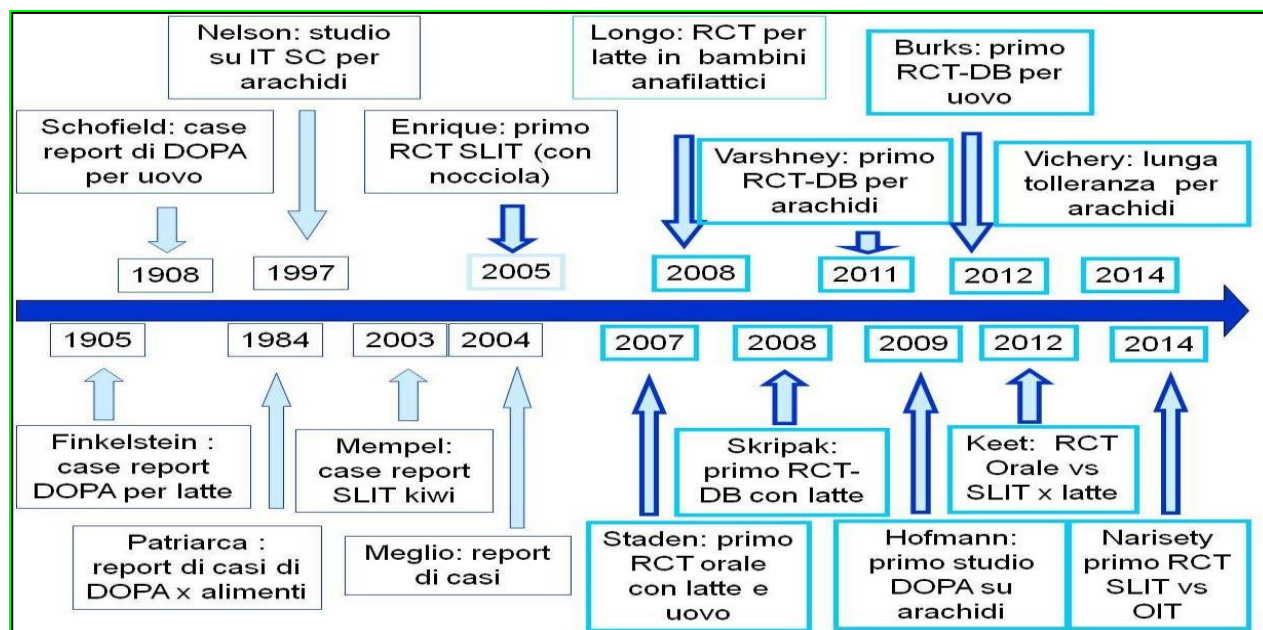 Nelson: studio
su IT SC per
arachidi
Longo: RCT per
latte in bambini
anafilattici
Burks: primo
RCT-DB per
uovo
Schofield: case
report di DOPA
per uovo
Enrique: primo
RCT SLIT (con
nocciola)
Varshney: primo
RCT-DB per
arachidi
Vichery: lunga
tolleranza per
arachidi
1908
1997
2005
2008
2011
2012
2014
1905
1984
2003
2004
2007
2008
2009
2012
2014
Finkelstein :
case report
DOPA per latte
Mempel:
case report
SLIT kiwi
Skripak:
primo RCT-
DB con latte
Keet: RCT
Orale vs
SLIT x latte
Patriarca :
report di casi di
DOPA x alimenti
Meglio: report
di casi
Staden: primo
RCT orale
con latte e
uovo
Hofmann:
primo studio
DOPA su
arachidi
Narisety
primo RCT
SLIT vs
OIT